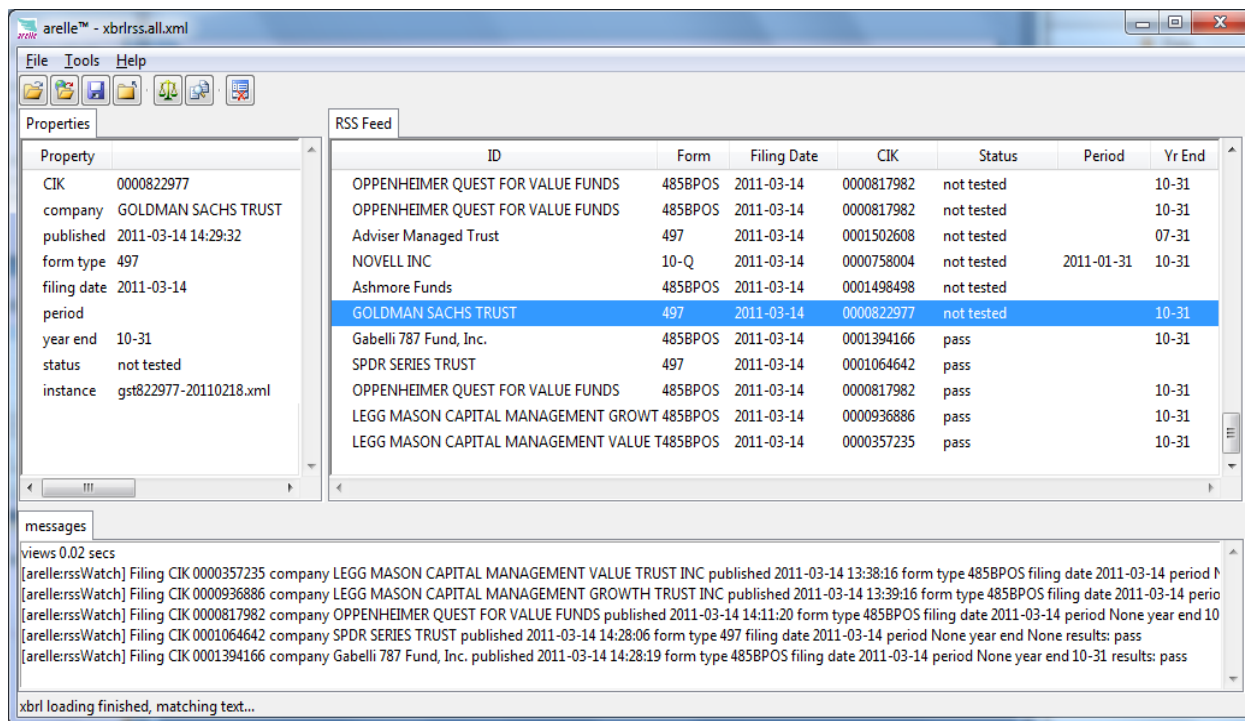 arelle™ - xbrlrss.all.xml
File Tools Help
Properties
RSS Feed
Property
CIK 0000822977
company GOLDMAN SACHS TRUST
published 2011-03-14 14:29:32
form type 497
filing date 2011-03-14
period
year end 10-31
status not tested
instance gst822977-20110218.xml
ID Form Filing Date CIK Status Period Yr End
OPPENHEIMER QUEST FOR VALUE FUNDS 485BPOS 2011-03-14 0000817982 not tested 10-31
OPPENHEIMER QUEST FOR VALUE FUNDS 485BPOS 2011-03-14 0000817982 not tested 10-31
Adviser Managed Trust 497 2011-03-14 0001502608 not tested 07-31
NOVELL INC 10-Q 2011-03-14 0000758004 not tested 2011-01-31 10-31
Ashmore Funds 485BPOS 2011-03-14 0001498498 not tested
GOLDMAN SACHS TRUST 497 2011-03-14 0000822977 not tested 10-31
Gabelli 787 Fund, Inc. 485BPOS 2011-03-14 0001394166 pass 10-31
SPDR SERIES TRUST 497 2011-03-14 0001064642 pass
OPPENHEIMER QUEST FOR VALUE FUNDS 485BPOS 2011-03-14 0000817982 pass 10-31
LEGG MASON CAPITAL MANAGEMENT GROWT 485BPOS 2011-03-14 0000936886 pass 10-31
LEGG MASON CAPITAL MANAGEMENT VALUE T 485BPOS 2011-03-14 0000357235 pass 10-31
messages
views 0.02 secs
[arelle:rssWatch] Filing CIK 0000357235 company LEGG MASON CAPITAL MANAGEMENT VALUE TRUST INC published 2011-03-14 13:38:16 form type 485BPOS filing date 2011-03-14 period
[arelle:rssWatch] Filing CIK 0000936886 company LEGG MASON CAPITAL MANAGEMENT GROWTH TRUST INC published 2011-03-14 13:39:16 form type 485BPOS filing date 2011-03-14 perio
[arelle:rssWatch] Filing CIK 0000817982 company OPPENHEIMER QUEST FOR VALUE FUNDS published 2011-03-14 14:11:20 form type 485BPOS filing date 2011-03-14 period None year end 10
[arelle:rssWatch] Filing CIK 0001064642 company SPDR SERIES TRUST published 2011-03-14 14:28:06 form type 497 filing date 2011-03-14 period None year end None results: pass
[arelle:rssWatch] Filing CIK 0001394166 company Gabelli 787 Fund, Inc. published 2011-03-14 14:28:19 form type 485BPOS filing date 2011-03-14 period None year end 10-31 results: pass
xbrl loading finished, matching text...